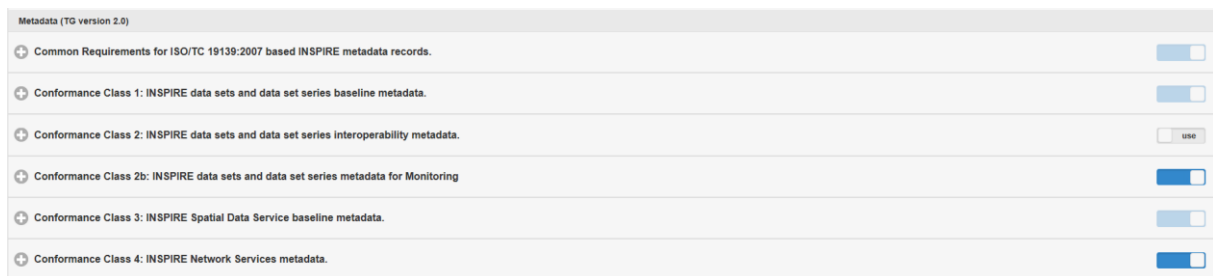 Metadata (TG version 2.0)
Common Requirements for ISO/TC 19139:2007 based INSPIRE metadata records.
Conformance Class 1: INSPIRE data sets and data set series baseline metadata.
Conformance Class 2: INSPIRE data sets and data set series interoperability metadata.
use
Conformance Class 2b: INSPIRE data sets and data set series metadata for Monitoring
Conformance Class 3: INSPIRE Spatial Data Service baseline metadata.
Conformance Class 4: INSPIRE Network Services metadata.